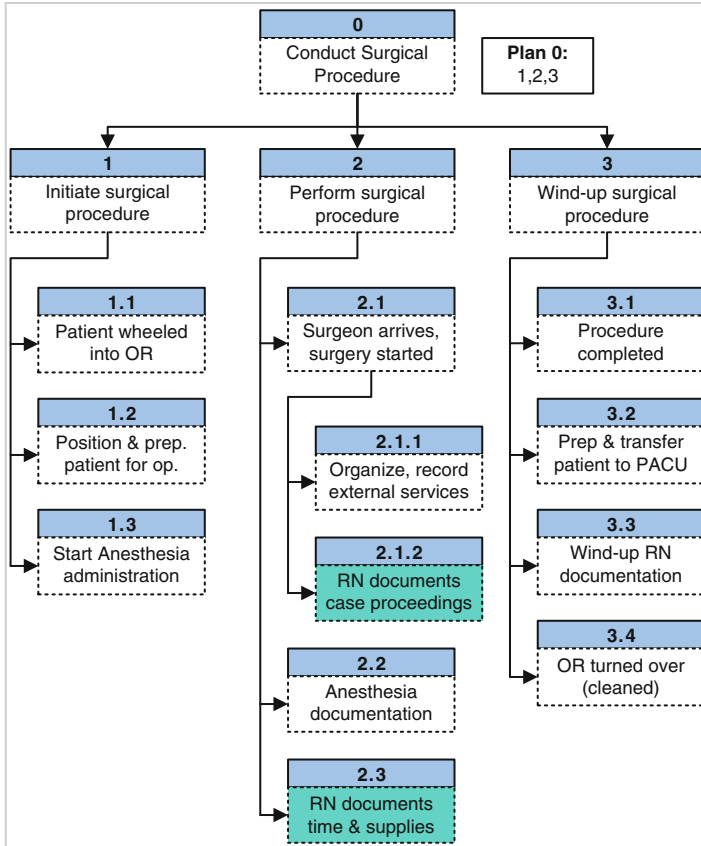 0
Conduct Surgical
Procedure
Plan 0:
1,2,3
1
Initiate surgical
procedure
1.1
Patient wheeled
into OR
1.2
Position & prep.
patient for op.
1.3
Start Anesthesia
administration
2
Perform surgical
procedure
2.1
Surgeon arrives,
surgery started
2.1.1
Organize, record
external services
2.1.2
RN documents
case proceedings
2.2
Anesthesia
documentation
2.3
RN documents
time & supplies
3
Wind-up surgical
procedure
3.1
Procedure
completed
3.2
Prep & transfer
patient to PACU
3.3
Wind-up RN
documentation
3.4
OR turned over
(cleaned)